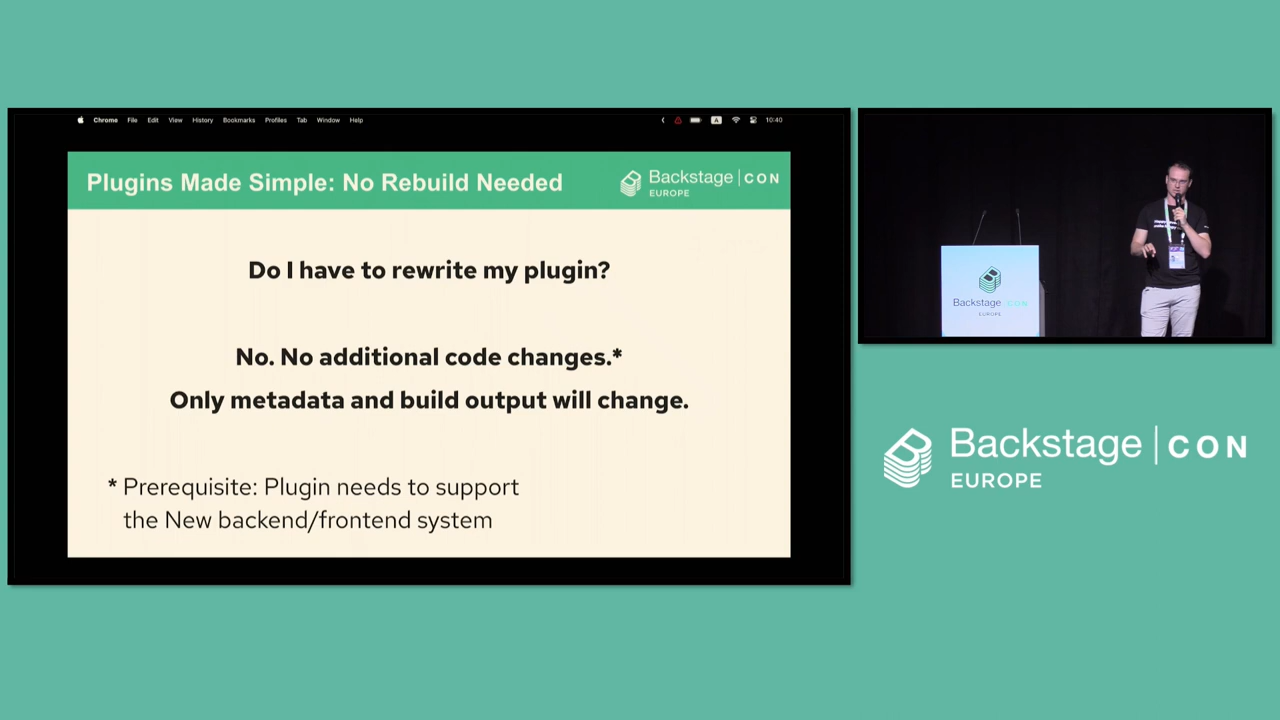 Chrome File Edit View History Bookmarks Profiles Tab Window Help
A 10:40
Plugins Made Simple: No Rebuild Needed
Backstage | CON
EUROPE
Do I have to rewrite my plugin?
No. No additional code changes.*
Only metadata and build output will change.
* Prerequisite: Plugin needs to support
the New backend/frontend system
Backstage CON
EUROPE
Backstage | CON
EUROPE